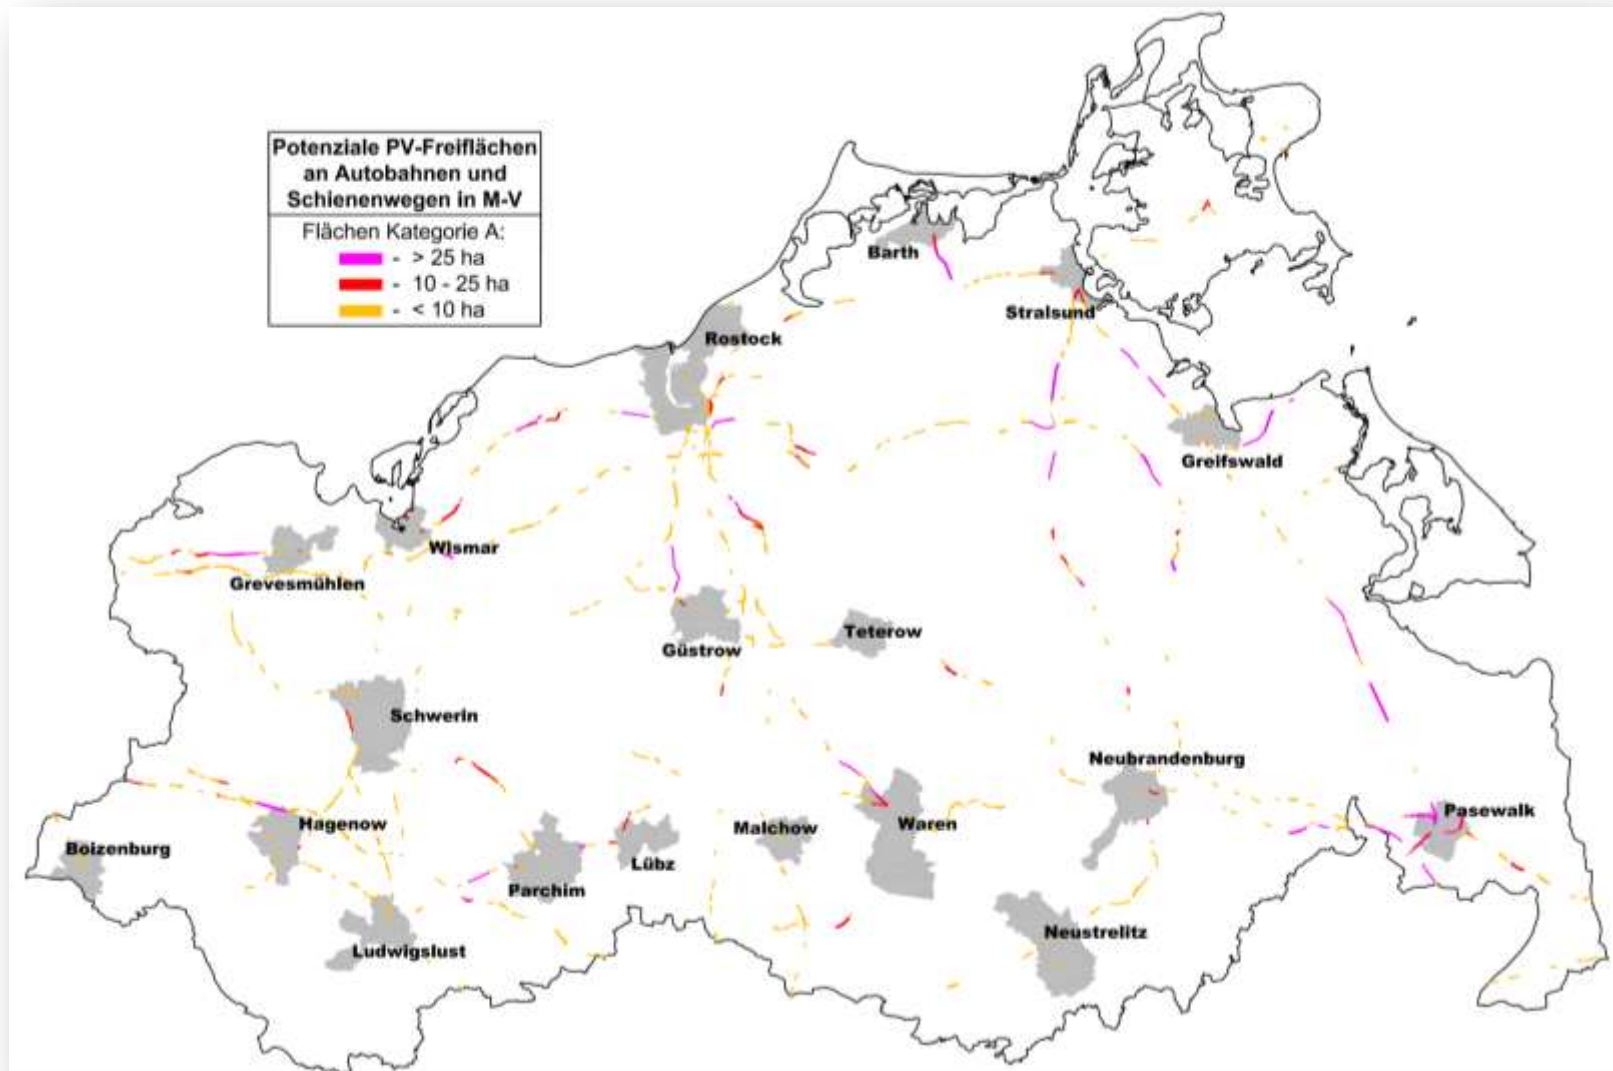 Potenziale PV-Freiflächen
an Autobahnen und
Schienenwegen in M-V
Flächen Kategorie A:
- > 25 ha
- 10 - 25 ha
- < 10 ha
Barth
Stralsund
Rostock
Greifswald
Wismar
Grevesmühlen
Teterow
Güstrow
Schwerin
Neubrandenburg
Pasewalk
Hagenow
Malchow
Waren
Boizenburg
Lübz
Parchim
Neustrelitz
Ludwigslust